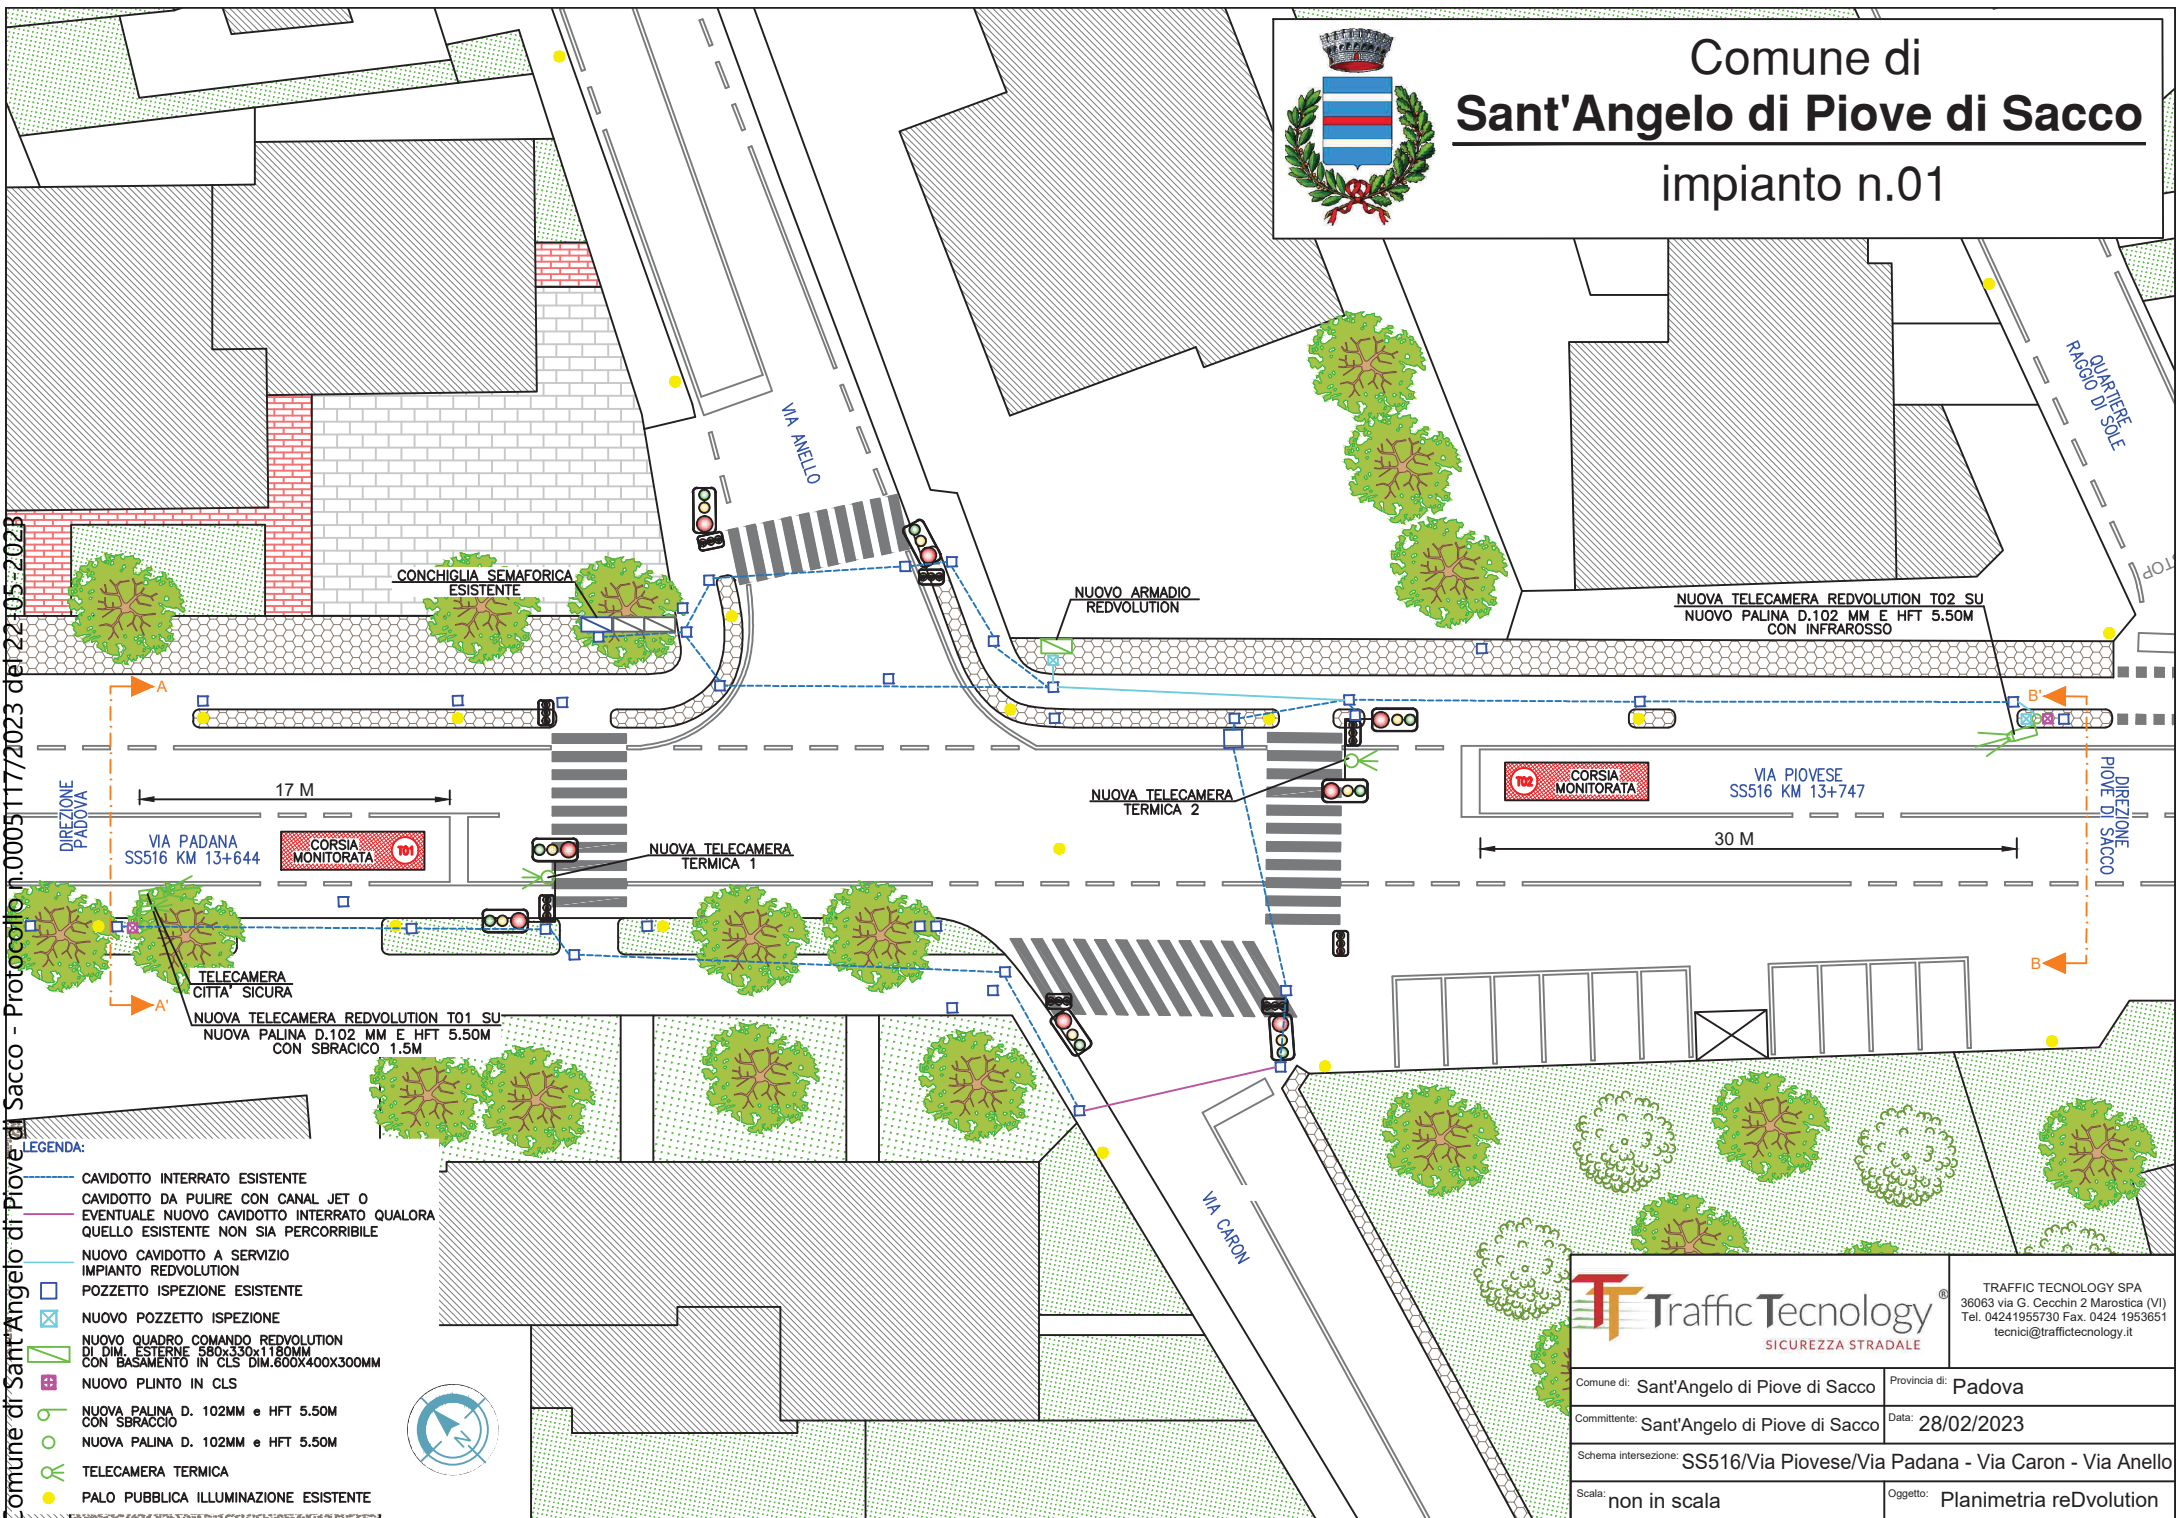 Comune di
Sant'Angelo di Piove di Sacco
impianto n.01
Comune di Sant'Angelo di Piove di Sacco - Protocollo n.0005117/2023 del 22-05-2023
VIA ANELLO
QUARTIERE
RAGGIO DI SOLE
STOP
CONCHIGLIA SEMAFORICA
ESISTENTE
NUOVO ARMADIO
REDVOLUTION
NUOVA TELECAMERA REDVOLUTION T02 SU
NUOVO PALINA D.102 MM E HFT 5.50M
CON INFRAROSSO
A
B'
DIREZIONE
PADOVA
17 M
VIA PADANA
SS516 KM 13+644
CORSIA
MONITORATA
T01
NUOVA TELECAMERA
TERMICA 1
NUOVA TELECAMERA
TERMICA 2
T02
CORSIA
MONITORATA
VIA PIOVESE
SS516 KM 13+747
30 M
DIREZIONE
PIOVE DI SACCO
A'
B
TELECAMERA
CITTA' SICURA
NUOVA TELECAMERA REDVOLUTION T01 SU
NUOVA PALINA D.102 MM E HFT 5.50M
CON SBRACICO 1.5M
VIA CARON
LEGENDA:
CAVIDOTTO INTERRATO ESISTENTE
CAVIDOTTO DA PULIRE CON CANAL JET O
EVENTUALE NUOVO CAVIDOTTO INTERRATO QUALORA
QUELLO ESISTENTE NON SIA PERCORRIBILE
NUOVO CAVIDOTTO A SERVIZIO
IMPIANTO REDVOLUTION
POZZETTO ISPEZIONE ESISTENTE
NUOVO POZZETTO ISPEZIONE
NUOVO QUADRO COMANDO REDVOLUTION
DI DIM. ESTERNE 580x330x1180MM
CON BASAMENTO IN CLS DIM.600X400X300MM
NUOVO PLINTO IN CLS
NUOVA PALINA D. 102MM e HFT 5.50M
CON SBRACCIO
NUOVA PALINA D. 102MM e HFT 5.50M
TELECAMERA TERMICA
PALO PUBBLICA ILLUMINAZIONE ESISTENTE
N
TT Traffic Tecnology ®
SICUREZZA STRADALE
TRAFFIC TECNOLOGY SPA
36063 via G. Cecchin 2 Marostica (VI)
Tel. 04241955730 Fax. 0424 1953651
tecnici@traffictecnology.it
Comune di: Sant'Angelo di Piove di Sacco
Provincia di: Padova
Committente: Sant'Angelo di Piove di Sacco
Data: 28/02/2023
Schema intersezione: SS516/Via Piovese/Via Padana - Via Caron - Via Anello
Scala: non in scala
Oggetto: Planimetria reDvolution